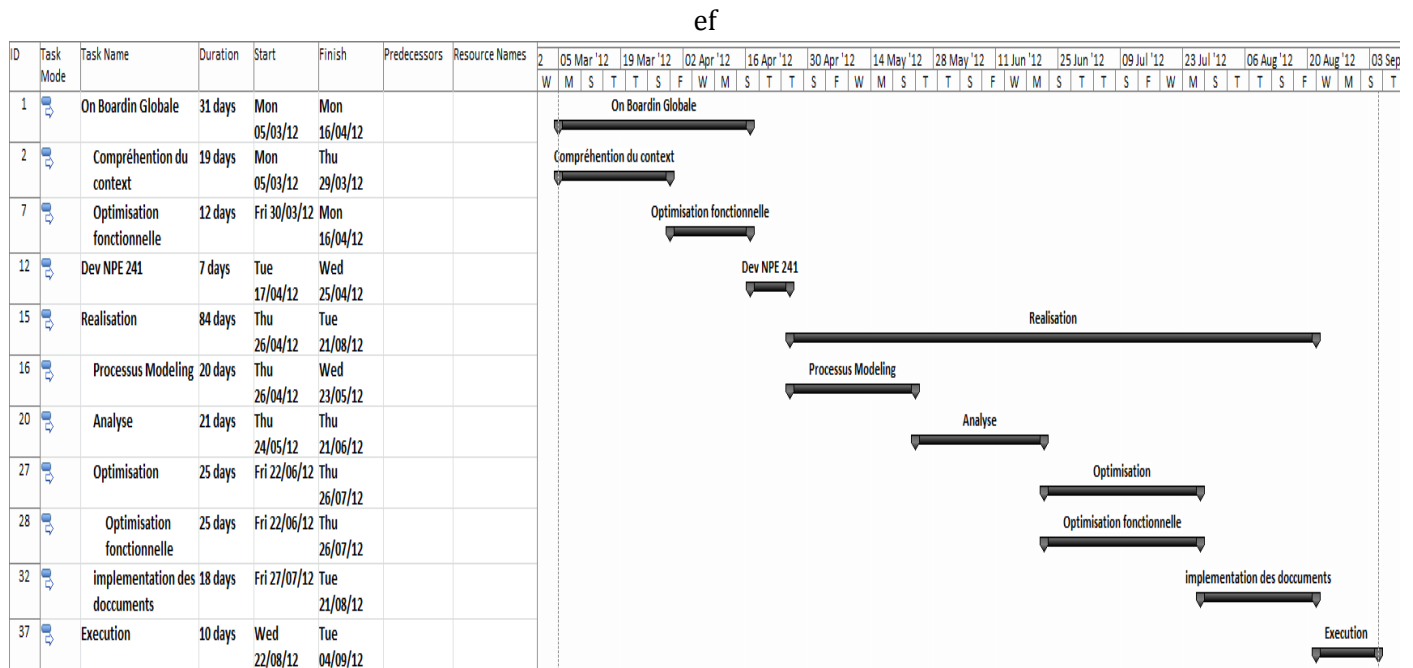 ef
ID Task Task Name Duration Start Finish Predecessors Resource Names 2 05 Mar '12 19 Mar '12 02 Apr '12 16 Apr '12 30 Apr '12 14 May '12 28 May '12 11 Jun '12 25 Jun '12 09 Jul '12 23 Jul '12 06 Aug '12 20 Aug '12 03 Sep
Mode W M S T T S F W M S T T S F W M S T T S F W M S T T S F W M S T T S F W M S T
1 On Boardin Globale 31 days Mon Mon On Boardin Globale
05/03/12 16/04/12
2 Compréhention du 19 days Mon Thu Compréhention du context
context 05/03/12 29/03/12
7 Optimisation 12 days Fri 30/03/12 Mon Optimisation fonctionnelle
fonctionnelle 16/04/12
12 Dev NPE 241 7 days Tue Wed Dev NPE 241
17/04/12 25/04/12
15 Realisation 84 days Thu Tue Realisation
26/04/12 21/08/12
16 Processus Modeling 20 days Thu Wed Processus Modeling
26/04/12 23/05/12
20 Analyse 21 days Thu Thu Analyse
24/05/12 21/06/12
27 Optimisation 25 days Fri 22/06/12 Thu Optimisation
26/07/12
28 Optimisation 25 days Fri 22/06/12 Thu Optimisation fonctionnelle
fonctionnelle 26/07/12
32 implementation des 18 days Fri 27/07/12 Tue implementation des doccuments
doccuments 21/08/12
37 Execution 10 days Wed Tue Execution
22/08/12 04/09/12